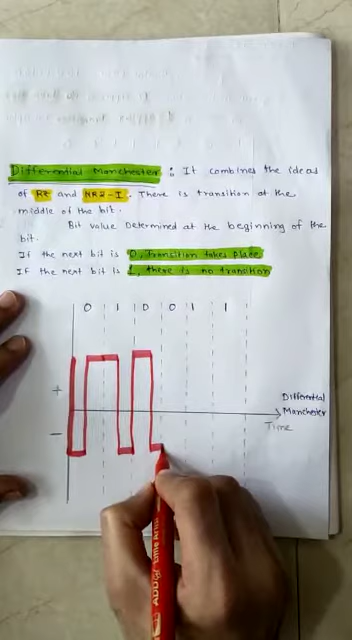 Differential Manchester : It combines the ideas
of RZ and NRZ-I. There is transition at the
middle of the bit.
Bit value determined at the beginning of the
bit.
If the next bit is 0, Transition takes place
If the next bit is 1, there is no transition
0 1 0 0 1 1
+
Differential
Manchester
Time
-